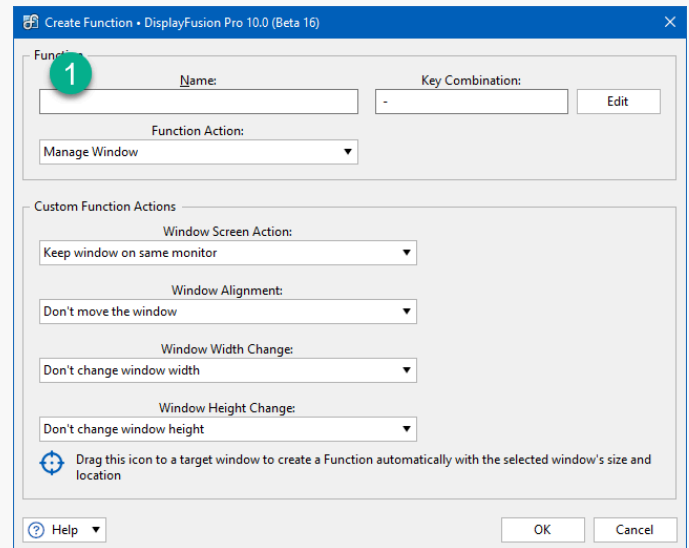 Create Function • DisplayFusion Pro 10.0 (Beta 16)
1
Name:
Key Combination:
-
Edit
Function Action:
Manage Window
Custom Function Actions
Window Screen Action:
Keep window on same monitor
Window Alignment:
Don't move the window
Window Width Change:
Don't change window width
Window Height Change:
Don't change window height
Drag this icon to a target window to create a Function automatically with the selected window's size and
location
Help
OK
Cancel